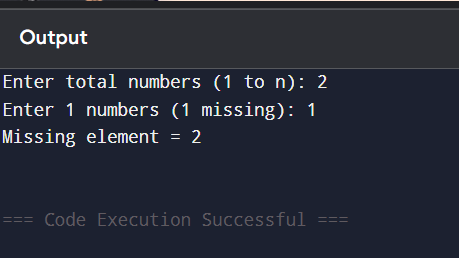 Output
Enter total numbers (1 to n): 2
Enter 1 numbers (1 missing): 1
Missing element = 2
=== Code Execution Successful ===